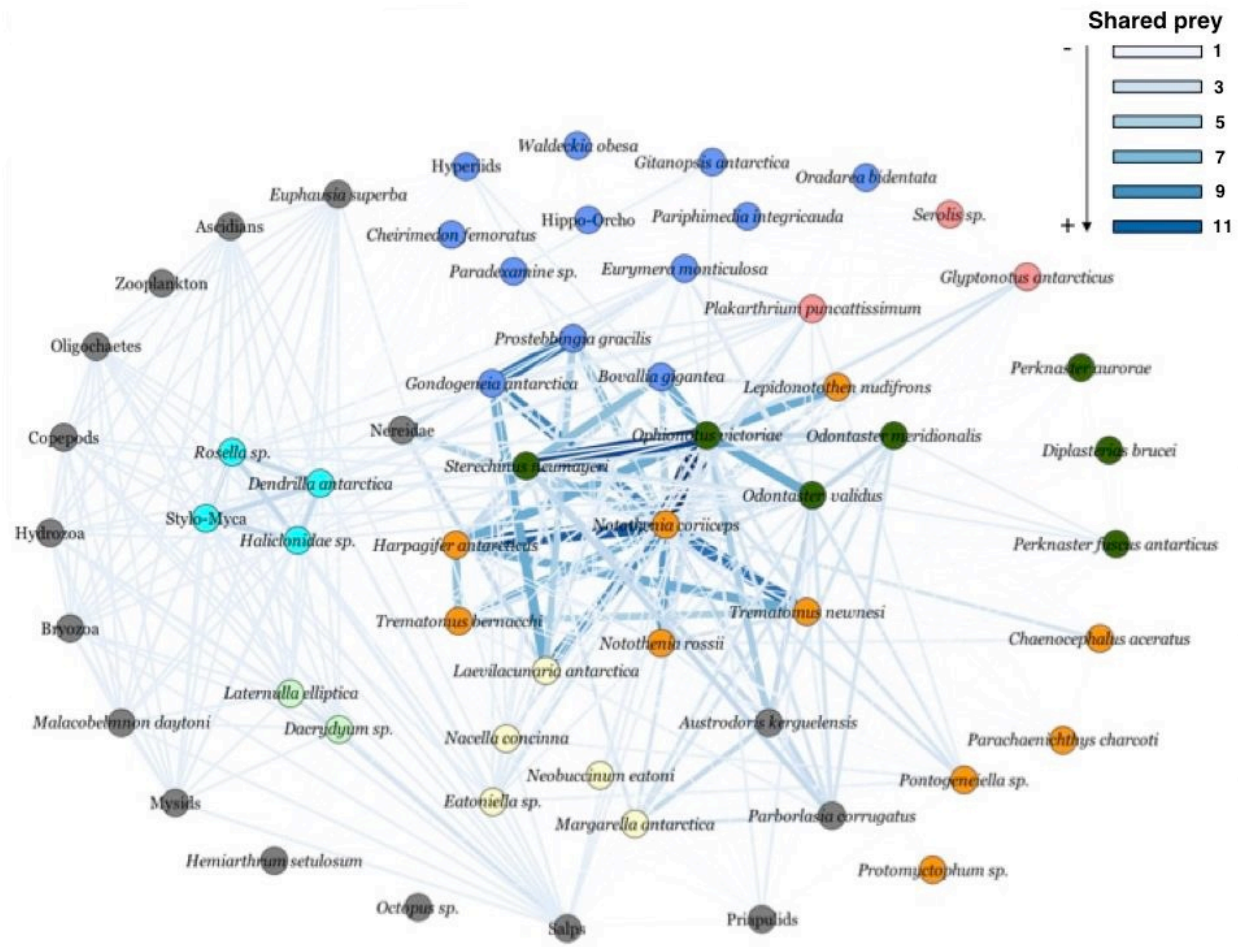 Shared prey
-
1
3
5
7
9
+
11
Waldeckia obesa
Hyperiids
Gitanopsis antarctica
Oradarea bidentata
Euphausia superba
Ascidians
Hippo-Orcho
Pariphimedia integricauda
Serolis sp.
Cheirimedon femoratus
Zooplankton
Paradexamine sp.
Eurymera monticulosa
Glyptonotus antarcticus
Plakarthrium puncattissimum
Oligochaetes
Prostebbingia gracilis
Perknaster aurorae
Gondogeneia antarctica
Bovallia gigantea
Lepidonotothen nudifrons
Nereidae
Copepods
Ophionotus victoriae
Odontaster meridionalis
Rosella sp.
Diplasterias brucei
Sterechinus neumayeri
Dendrilla antarctica
Odontaster validus
Stylo-Myca
Notothenia coriiceps
Hydrozoa
Haliclonidae sp.
Harpagifer antarcticus
Perknaster fuscus antarticus
Trematomus bernacchi
Trematomus newnesi
Bryozoa
Notothenia rossii
Chaenocephalus aceratus
Laevilacunaria antarctica
Laternulla elliptica
Malacobelmnon daytoni
Dacrydyum sp.
Austrodoris kerguelensis
Nacella concinna
Parachaenichthys charcoti
Neobuccinum eatoni
Pontogeneiella sp.
Mysids
Eatoniella sp.
Margarella antarctica
Parborlasia corrugatus
Hemiarthrum setulosum
Protomyctophum sp.
Octopus sp.
Salps
Priapulids